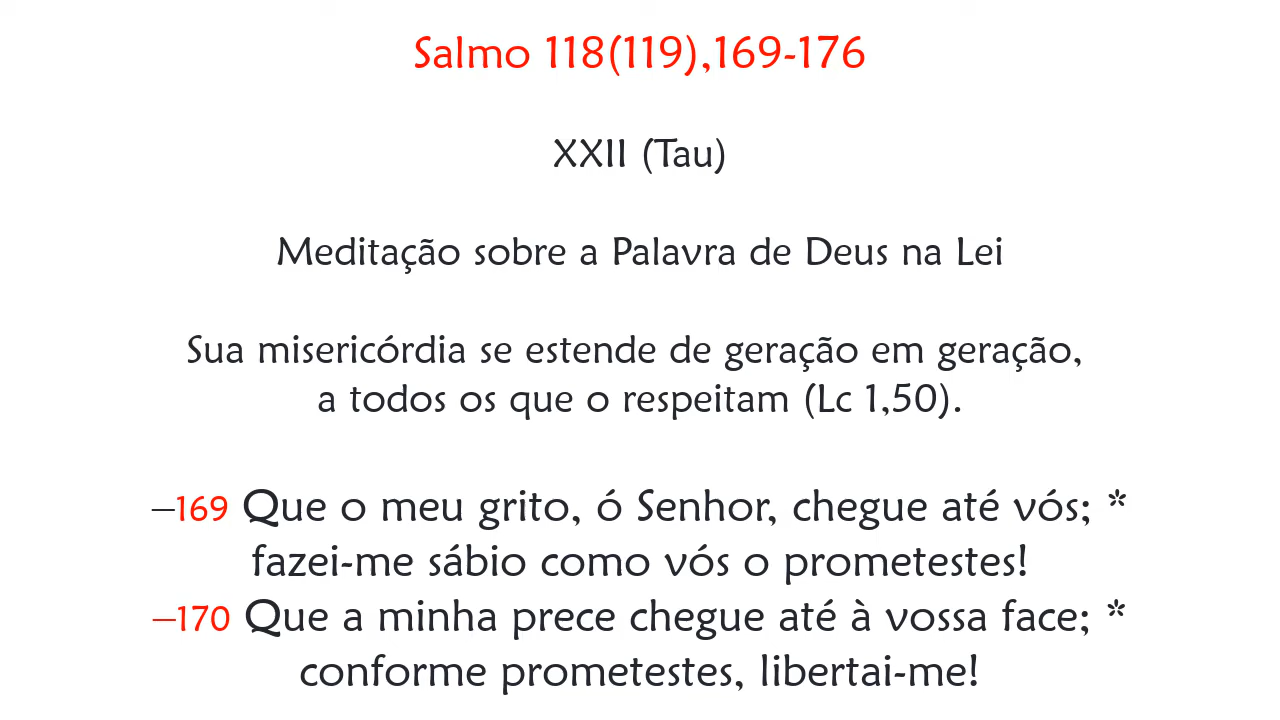 Salmo 118(119),169-176
XXII (Tau)
Meditação sobre a Palavra de Deus na Lei
Sua misericórdia se estende de geração em geração,
a todos os que o respeitam (Lc 1,50).
–169 Que o meu grito, ó Senhor, chegue até vós; *
fazei-me sábio como vós o prometestes!
–170 Que a minha prece chegue até à vossa face; *
conforme prometestes, libertai-me!